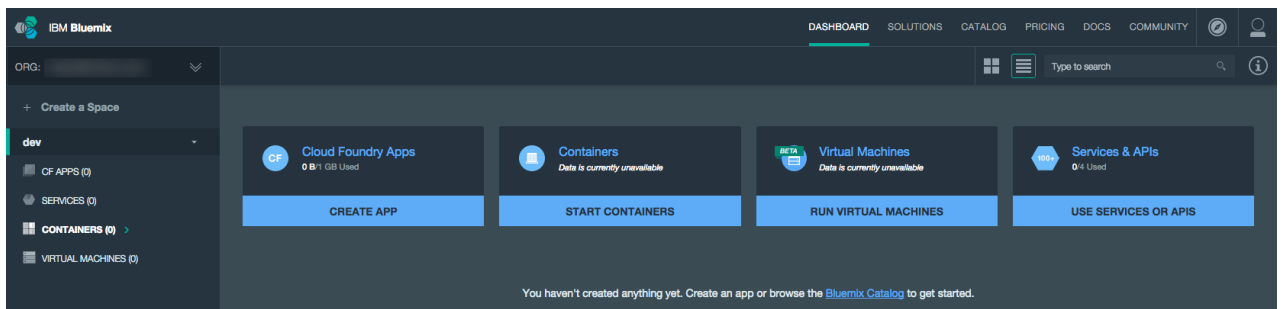 IBM Bluemix
DASHBOARD SOLUTIONS CATALOG PRICING DOCS COMMUNITY
ORG:
Type to search
+ Create a Space
dev
CF APPS (0)
SERVICES (0)
CONTAINERS (0) >
VIRTUAL MACHINES (0)
CF
Cloud Foundry Apps
0 B/1 GB Used
CREATE APP
Containers
Data is currently unavailable
START CONTAINERS
BETA
Virtual Machines
Data is currently unavailable
RUN VIRTUAL MACHINES
100+
Services & APIs
0/4 Used
USE SERVICES OR APIS
You haven't created anything yet. Create an app or browse the Bluemix Catalog to get started.